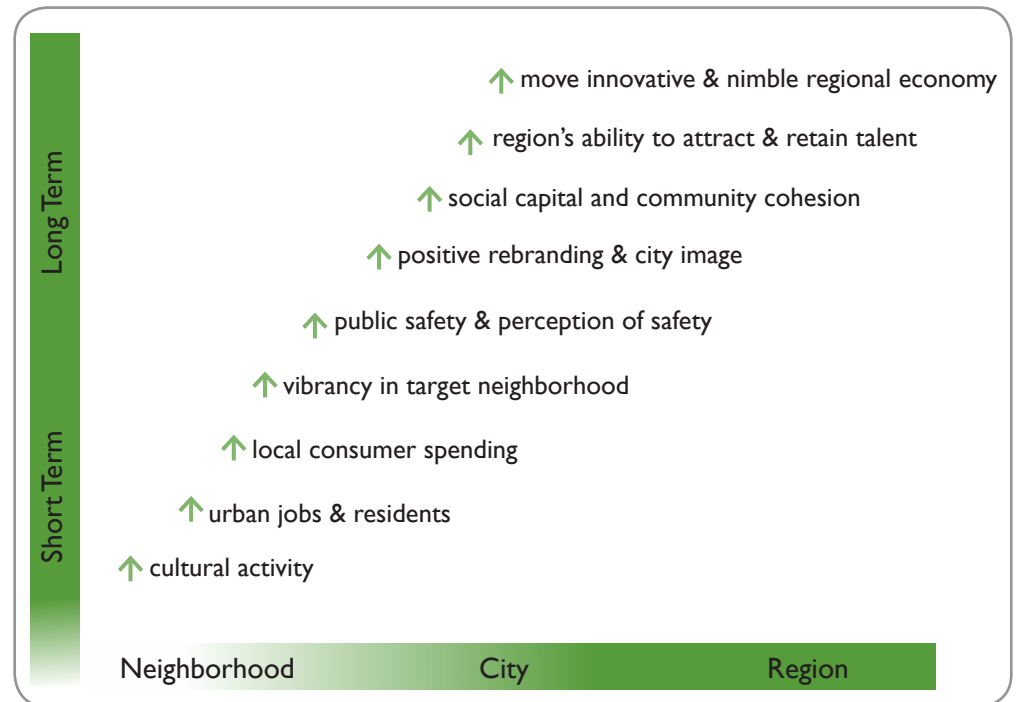 move innovative & nimble regional economy
region's ability to attract & retain talent
social capital and community cohesion
positive rebranding & city image
public safety & perception of safety
vibrancy in target neighborhood
local consumer spending
urban jobs & residents
cultural activity
Long Term
Short Term
Neighborhood City Region